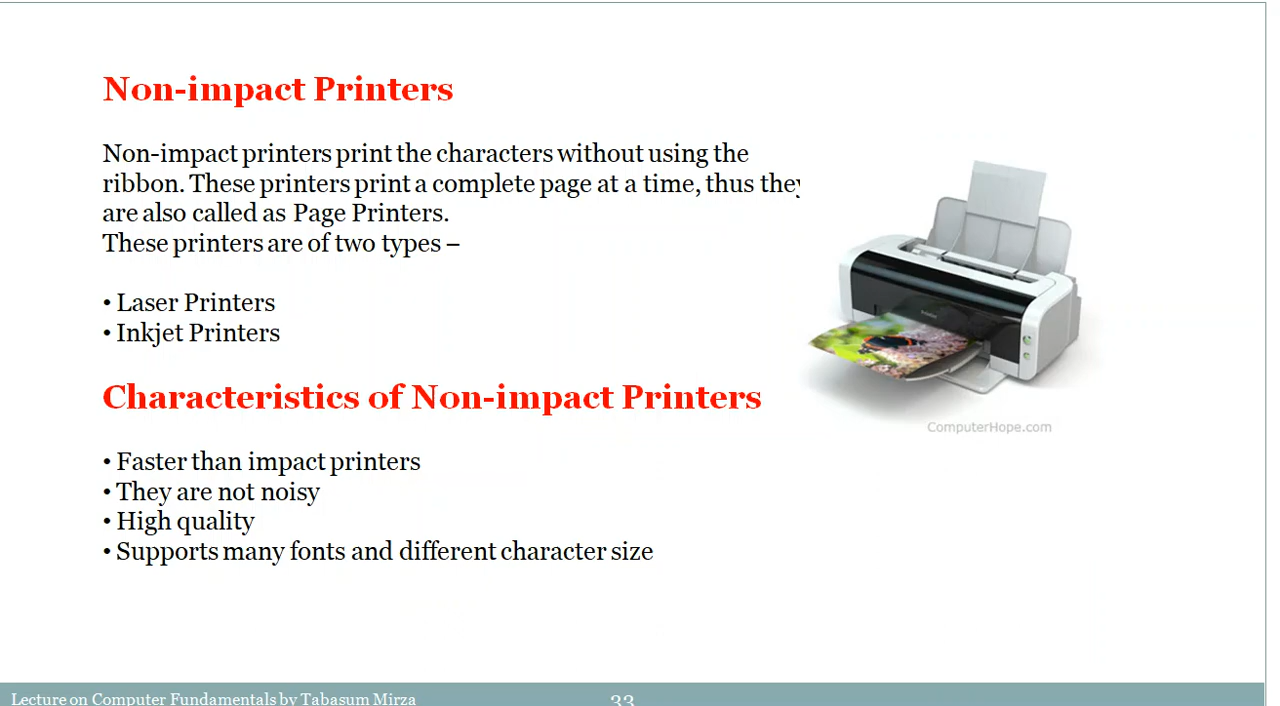 Non-impact Printers
Non-impact printers print the characters without using the
ribbon. These printers print a complete page at a time, thus they
are also called as Page Printers.
These printers are of two types –
• Laser Printers
• Inkjet Printers
ComputerHope.com
Characteristics of Non-impact Printers
• Faster than impact printers
• They are not noisy
• High quality
• Supports many fonts and different character size
Lecture on Computer Fundamentals by Tabasum Mirza
33